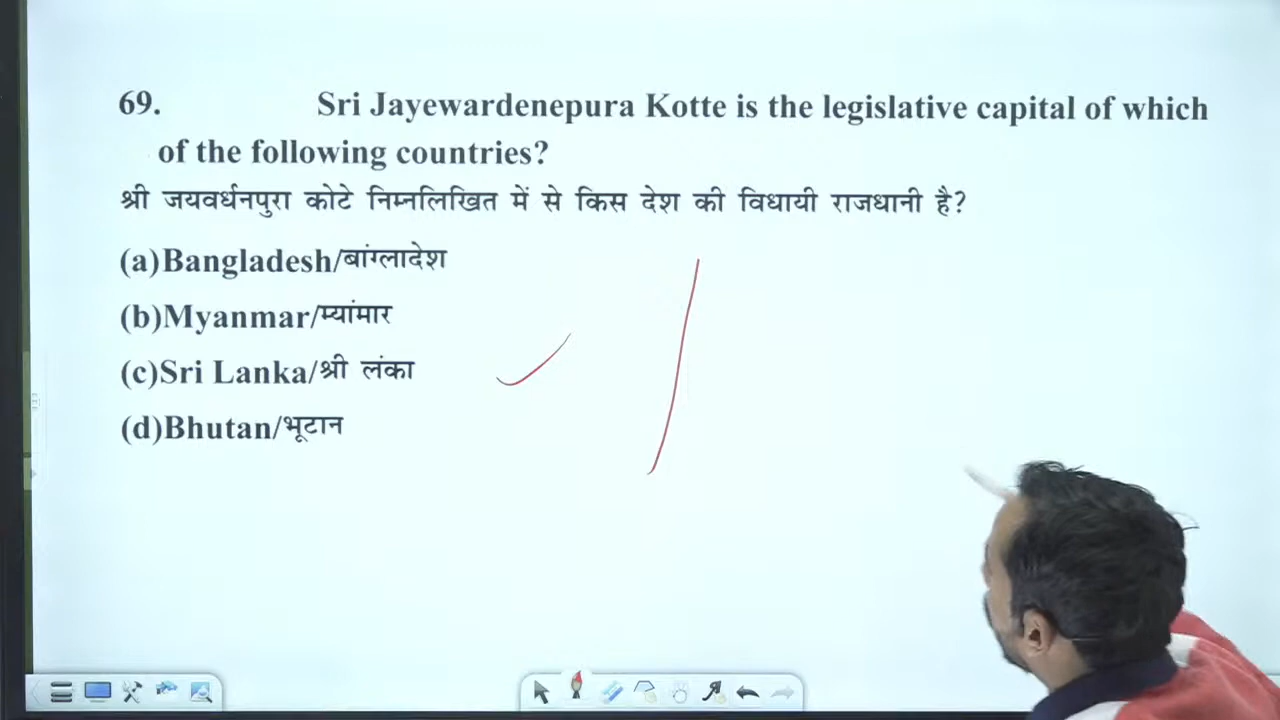 69. Sri Jayewardenepura Kotte is the legislative capital of which
of the following countries?
श्री जयवर्धनपुरा कोटे निम्नलिखित में से किस देश की विधायी राजधानी है?
(a)Bangladesh/बांग्लादेश
(b)Myanmar/म्यांमार
(c)Sri Lanka/श्री लंका
(d)Bhutan/भूटान